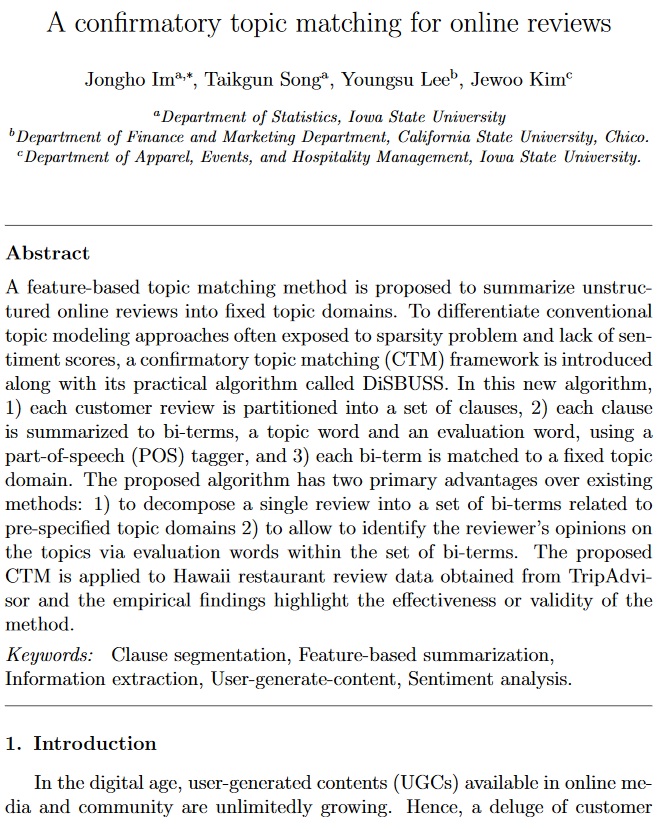 A confirmatory topic matching for online reviews
Jongho Im^a,*, Taikgun Song^a, Youngsu Lee^b, Jewoo Kim^c
^a Department of Statistics, Iowa State University
^b Department of Finance and Marketing Department, California State University, Chico.
^c Department of Apparel, Events, and Hospitality Management, Iowa State University.
Abstract
A feature-based topic matching method is proposed to summarize unstruc-
tured online reviews into fixed topic domains. To differentiate conventional
topic modeling approaches often exposed to sparsity problem and lack of sen-
timent scores, a confirmatory topic matching (CTM) framework is introduced
along with its practical algorithm called DiSBUSS. In this new algorithm,
1) each customer review is partitioned into a set of clauses, 2) each clause
is summarized to bi-terms, a topic word and an evaluation word, using a
part-of-speech (POS) tagger, and 3) each bi-term is matched to a fixed topic
domain. The proposed algorithm has two primary advantages over existing
methods: 1) to decompose a single review into a set of bi-terms related to
pre-specified topic domains 2) to allow to identify the reviewer's opinions on
the topics via evaluation words within the set of bi-terms. The proposed
CTM is applied to Hawaii restaurant review data obtained from TripAdvi-
sor and the empirical findings highlight the effectiveness or validity of the
method.
Keywords: Clause segmentation, Feature-based summarization,
Information extraction, User-generate-content, Sentiment analysis.
1. Introduction
In the digital age, user-generated contents (UGCs) available in online me-
dia and community are unlimitedly growing. Hence, a deluge of customer